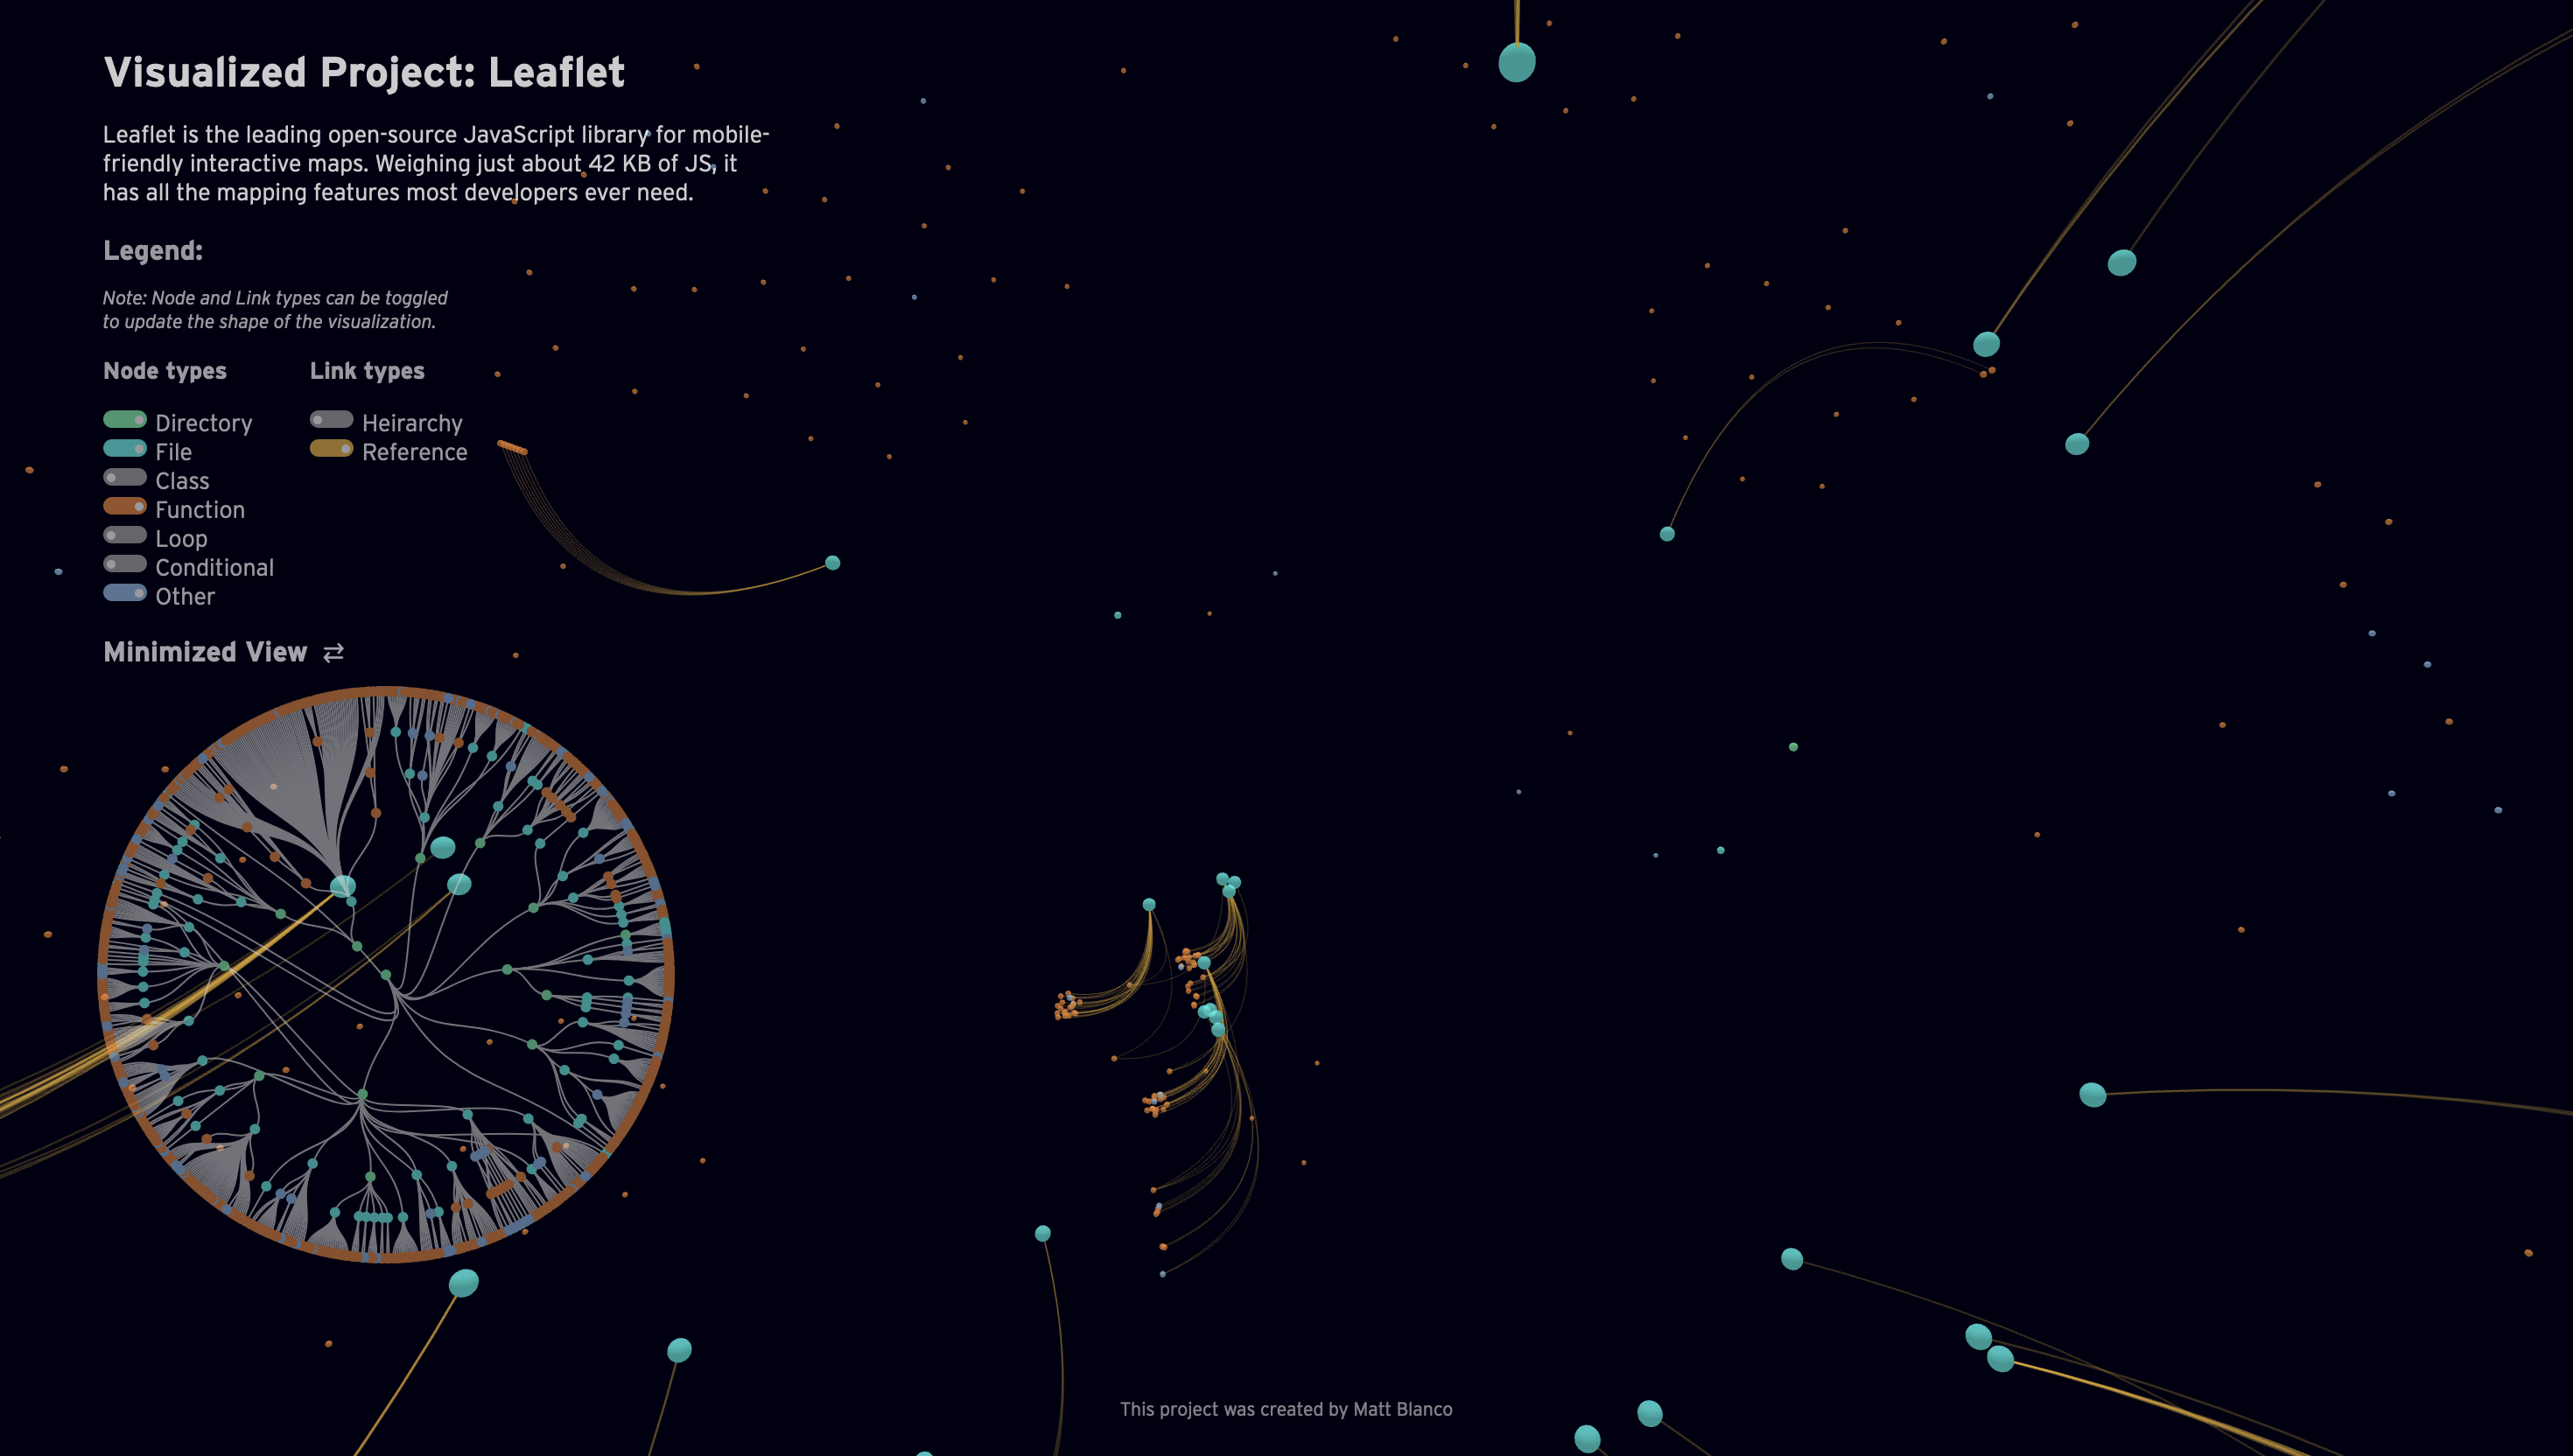 Visualized Project: Leaflet
Leaflet is the leading open-source JavaScript library for mobile-
friendly interactive maps. Weighing just about 42 KB of JS, it
has all the mapping features most developers ever need.
Legend:
Note: Node and Link types can be toggled
to update the shape of the visualization.
Node types
Directory
File
Class
Function
Loop
Conditional
Other
Link types
Heirarchy
Reference
Minimized View ⇄
This project was created by Matt Blanco